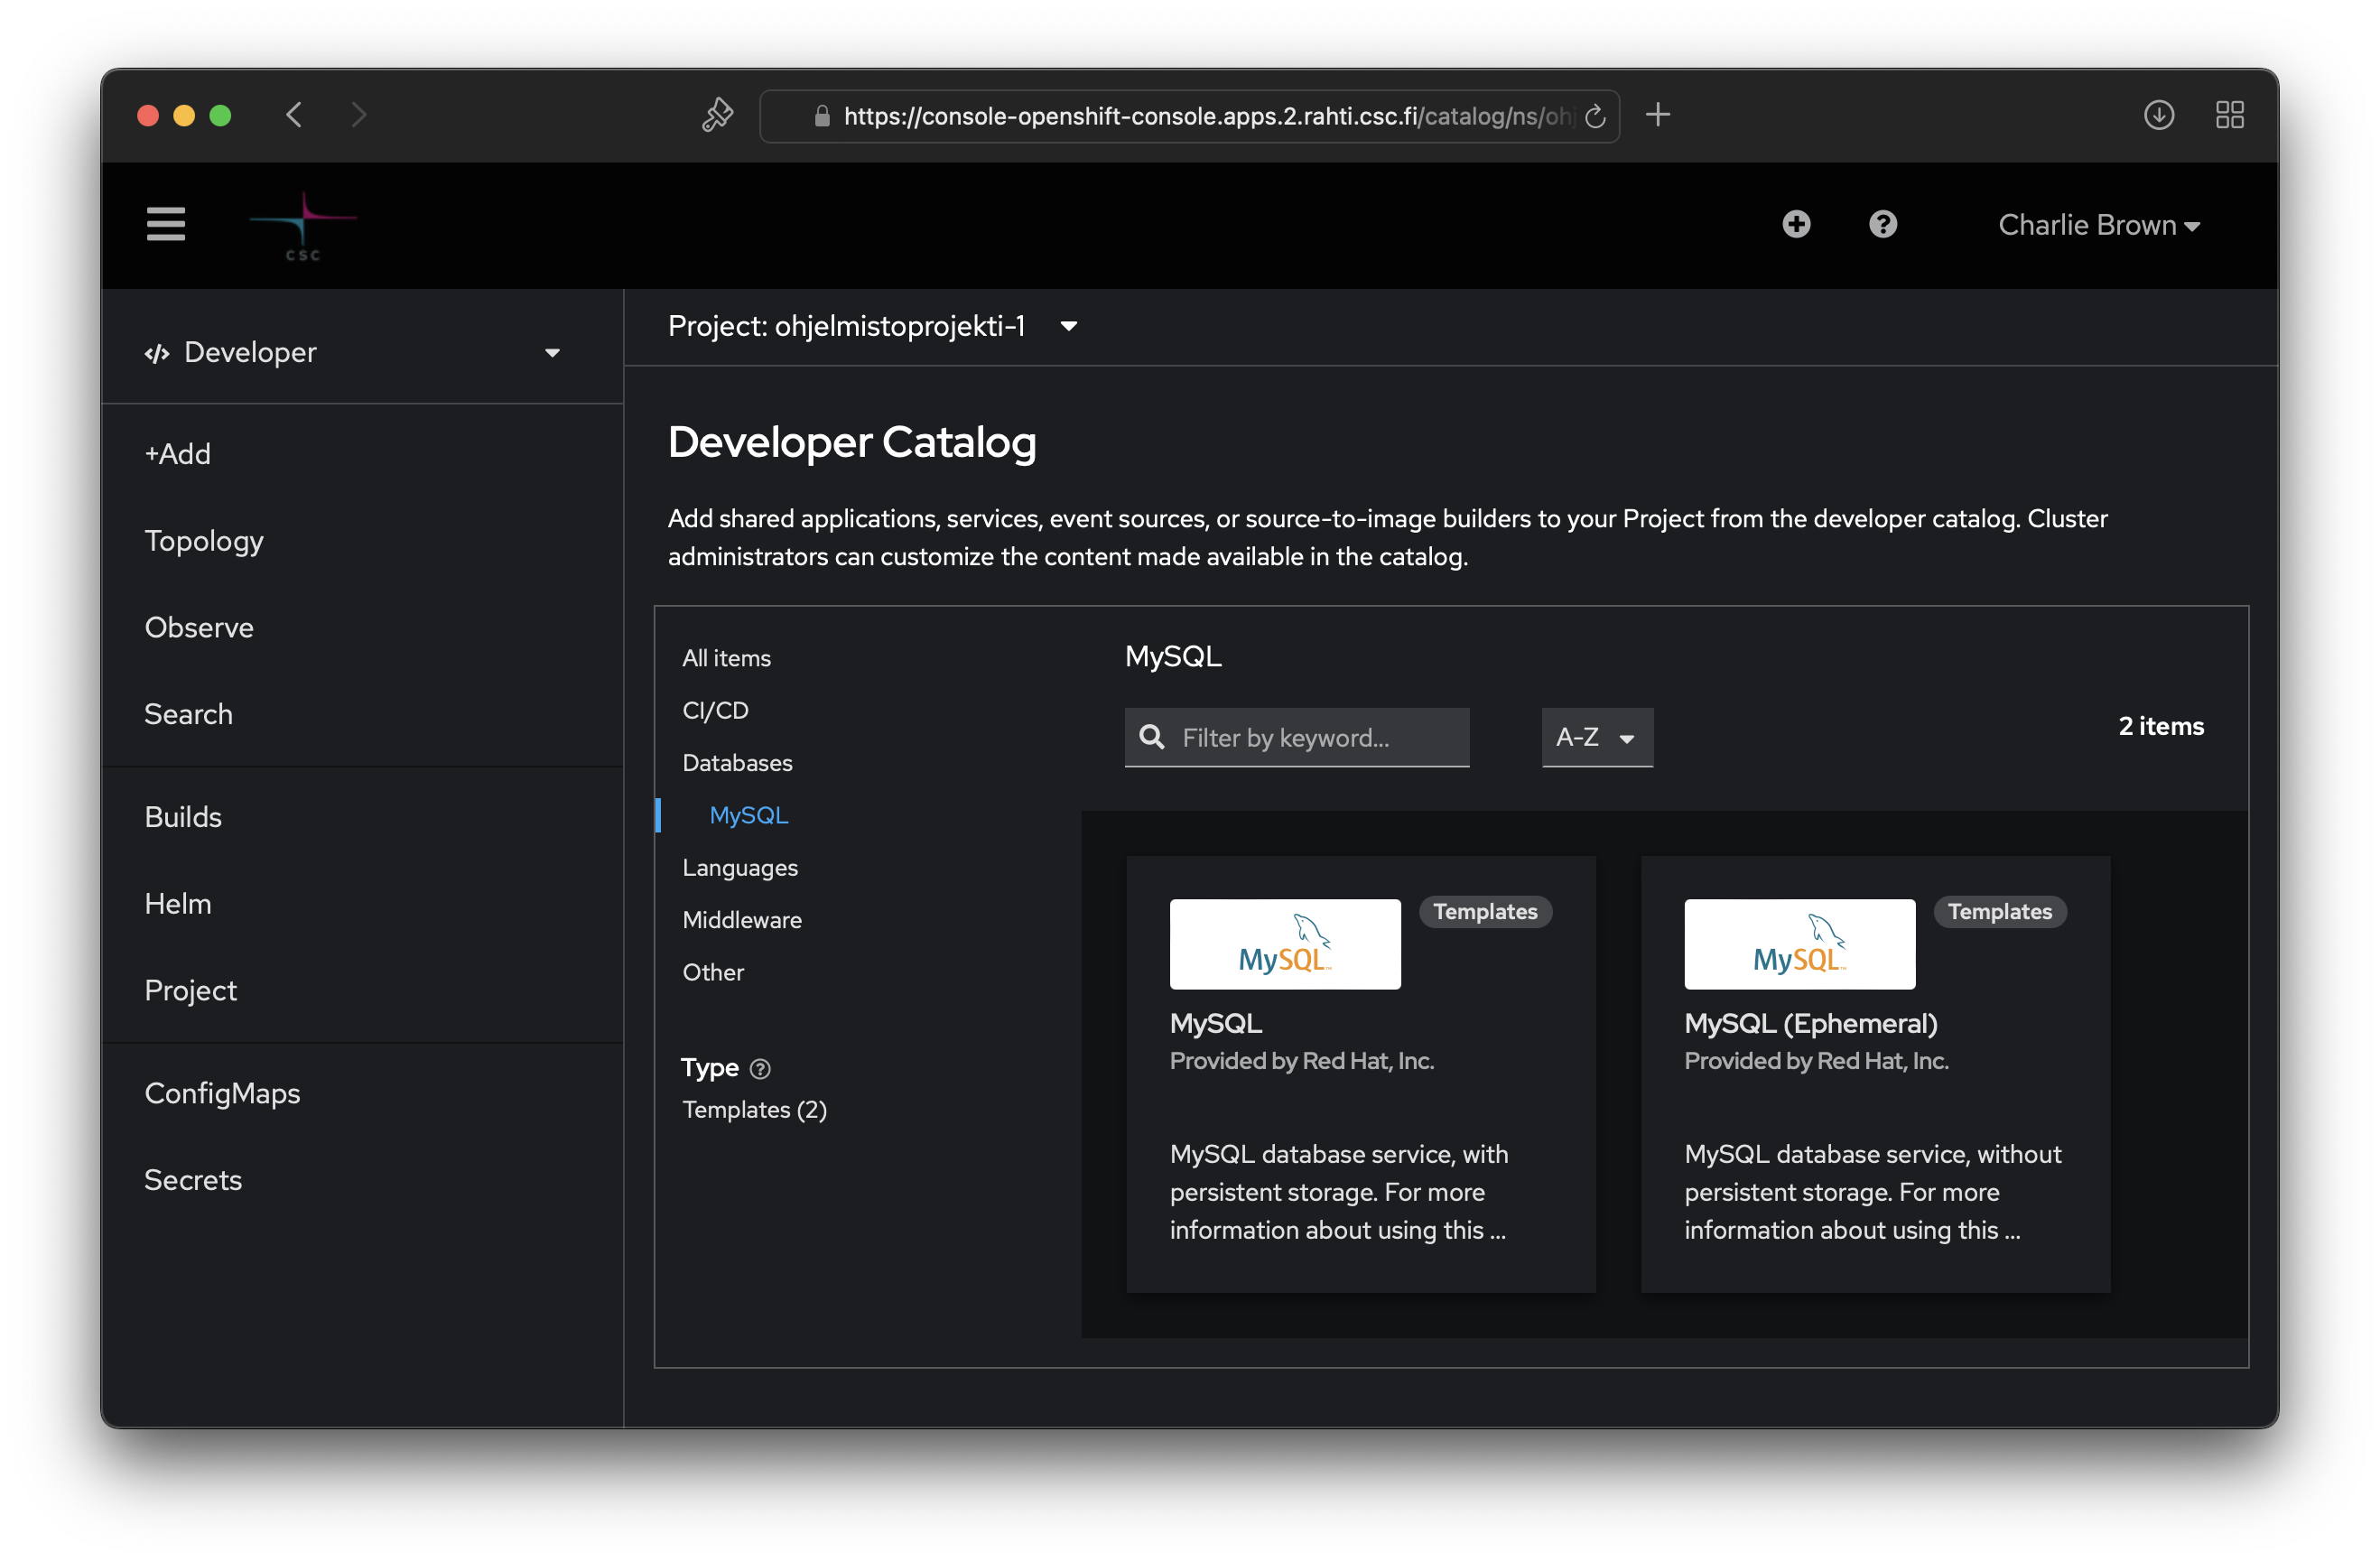 https://console-openshift-console.apps.2.rahti.csc.fi/catalog/ns/ohj
CSC
Charlie Brown
Developer
Project: ohjelmistoprojekti-1
+Add
Topology
Observe
Search
Builds
Helm
Project
ConfigMaps
Secrets
Developer Catalog
Add shared applications, services, event sources, or source-to-image builders to your Project from the developer catalog. Cluster
administrators can customize the content made available in the catalog.
All items
CI/CD
Databases
MySQL
Languages
Middleware
Other
Type
Templates (2)
MySQL
Filter by keyword...
A-Z
2 items
MySQL
Templates
MySQL
Provided by Red Hat, Inc.
MySQL database service, with
persistent storage. For more
information about using this ...
MySQL
Templates
MySQL (Ephemeral)
Provided by Red Hat, Inc.
MySQL database service, without
persistent storage. For more
information about using this ...